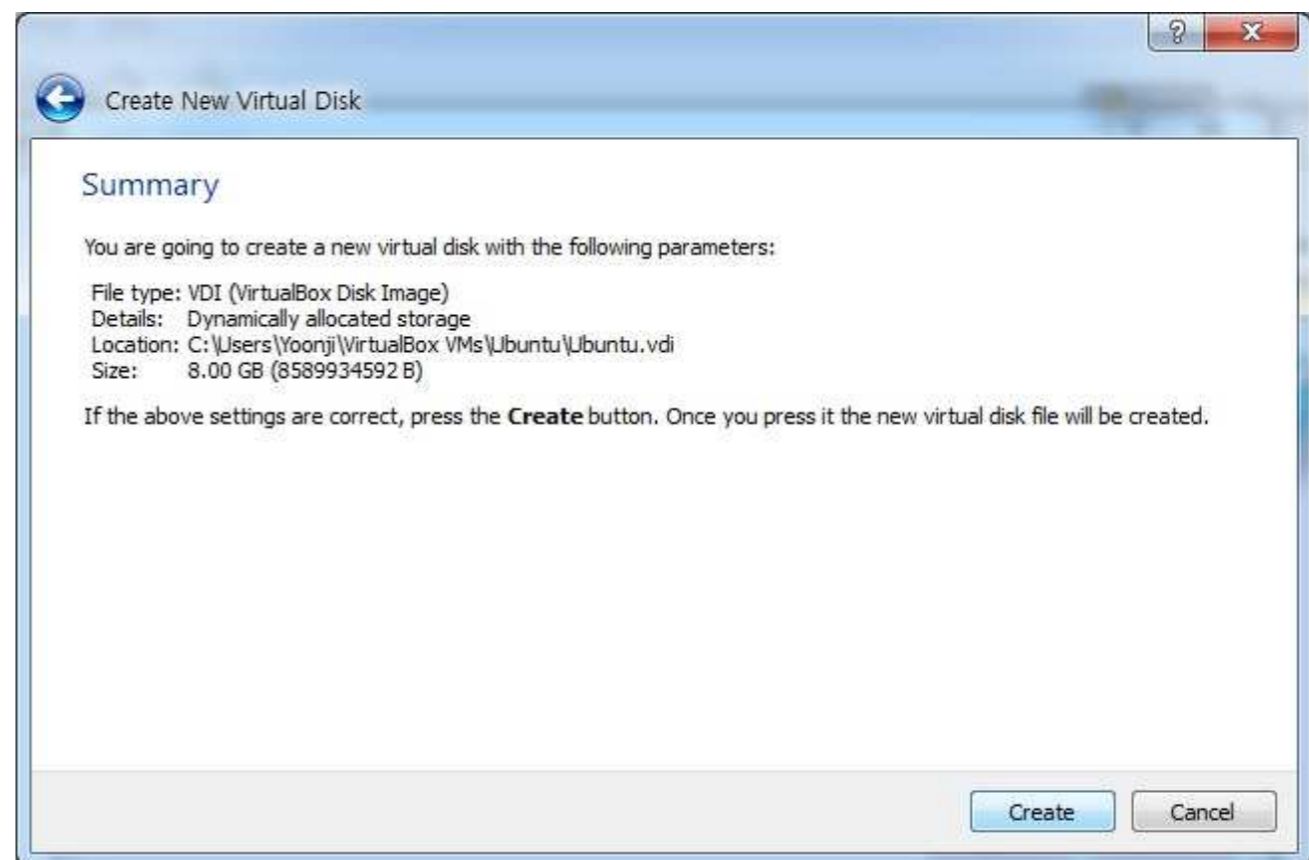 ?
X
Create New Virtual Disk
Summary
You are going to create a new virtual disk with the following parameters:
File type: VDI (VirtualBox Disk Image)
Details: Dynamically allocated storage
Location: C:\Users\Yoonji\VirtualBox VMs\Ubuntu\Ubuntu.vdi
Size: 8.00 GB (8589934592 B)
If the above settings are correct, press the Create button. Once you press it the new virtual disk file will be created.
Create Cancel